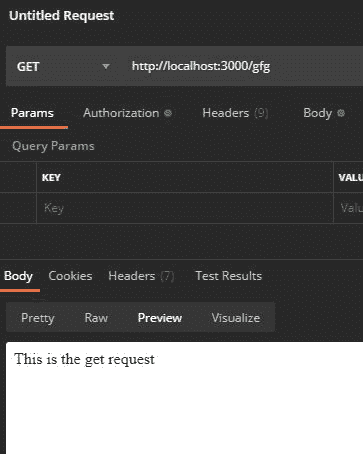 Untitled Request
GET http://localhost:3000/gfg
Params Authorization Headers (9) Body
Query Params
KEY VALU
Key Valu
Body Cookies Headers (7) Test Results
Pretty Raw Preview Visualize
This is the get request